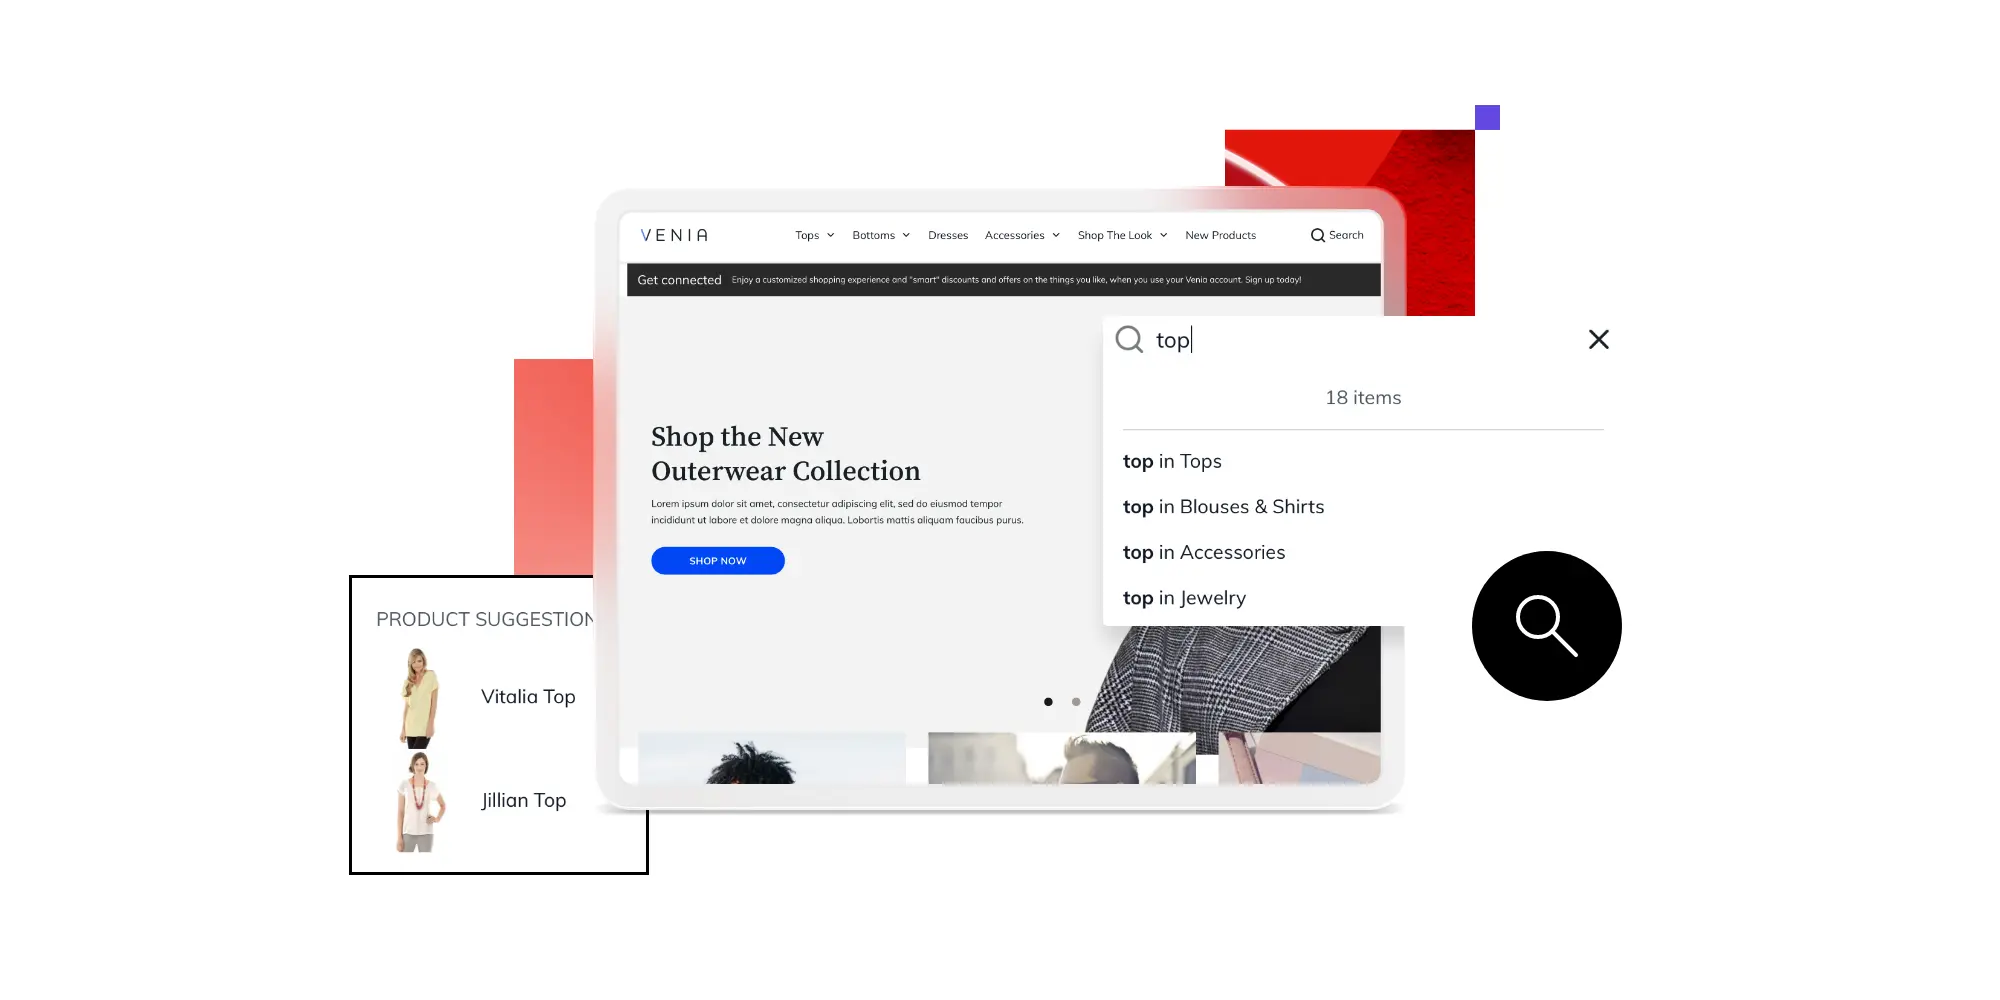 VENIA
Tops
Bottoms
Dresses
Accessories
Shop The Look
New Products
Search
Get connected
Enjoy a customized shopping experience and "smart" discounts and offers on the things you like, when you use your Venia account. Sign up today!
top
18 items
top in Tops
top in Blouses & Shirts
top in Accessories
top in Jewelry
Shop the New
Outerwear Collection
Lorem ipsum dolor sit amet, consectetur adipiscing elit, sed do eiusmod tempor
incididunt ut labore et dolore magna aliqua. Lobortis mattis aliquam faucibus purus.
SHOP NOW
PRODUCT SUGGESTION
Vitalia Top
Jillian Top